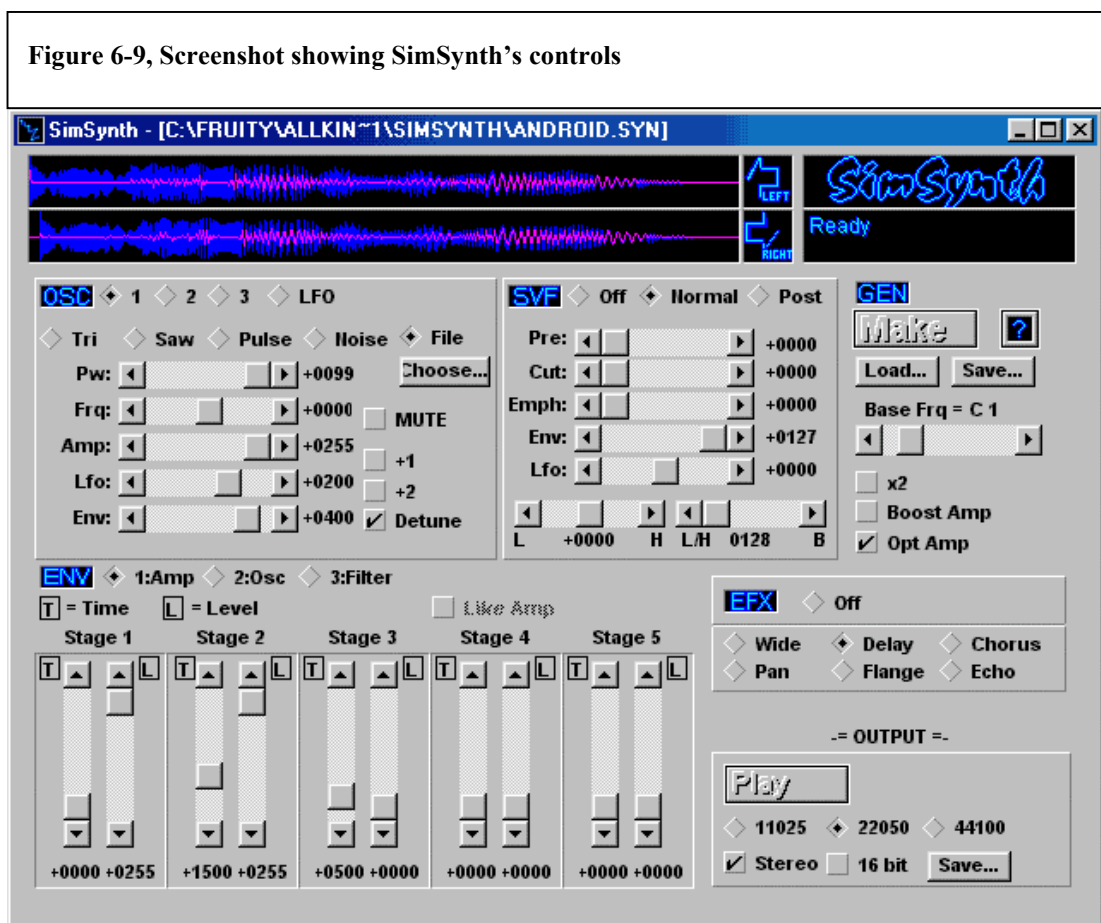 Figure 6-9, Screenshot showing SimSynth's controls
SimSynth - [C:\FRUITY\ALLKIN~1\SIMSYNTH\ANDROID.SYN]
LEFT
SimSynth
RIGHT
Ready
OSC 1 2 3 LFO
Tri Saw Pulse Noise File
Pw: +0099 Choose...
Frq: +0000 MUTE
Amp: +0255 +1
Lfo: +0200 +2
Env: +0400 Detune
SVF Off Normal Post
Pre: +0000
Cut: +0000
Emph: +0000
Env: +0127
Lfo: +0000
L +0000 H L/H 0128 B
GEN
Make ?
Load... Save...
Base Frq = C 1
x2
Boost Amp
Opt Amp
ENV 1:Amp 2:Osc 3:Filter
T = Time L = Level Like Amp
Stage 1 Stage 2 Stage 3 Stage 4 Stage 5
T L T L T L T L T L
+0000 +0255 +1500 +0255 +0500 +0000 +0000 +0000 +0000 +0000
EFX Off
Wide Delay Chorus
Pan Flange Echo
-= OUTPUT =-
Play
11025 22050 44100
Stereo 16 bit Save...